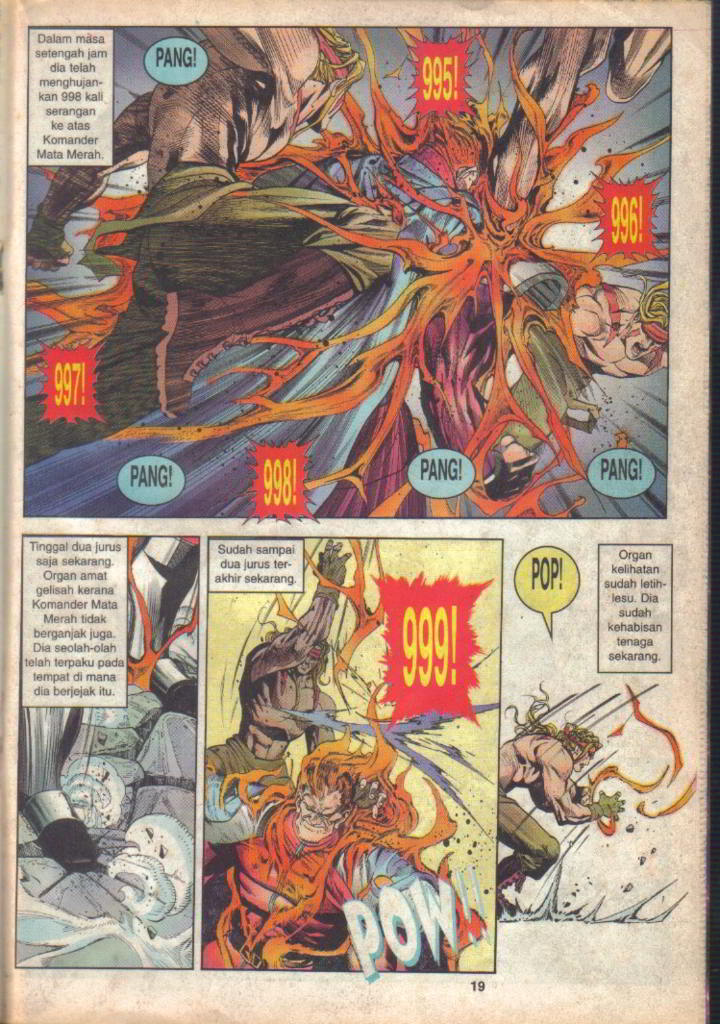 Dalam masa
setengah jam
dia telah
menghujan-
kan 998 kali
serangan
ke atas
Komander
Mata Merah.
PANG!
995!
996!
997!
PANG!
998!
PANG!
PANG!
Tinggal dua jurus
saja sekarang.
Organ amat
gelisah kerana
Komander Mata
Merah tidak
berganjak juga.
Dia seolah-olah
telah terpaku pada
tempat di mana
dia berjejak itu.
Sudah sampai
dua jurus ter-
akhir sekarang.
999!
POW!!
POP!
Organ
kelihatan
sudah letih-
lesu. Dia
sudah
kehabisan
tenaga
sekarang.
19